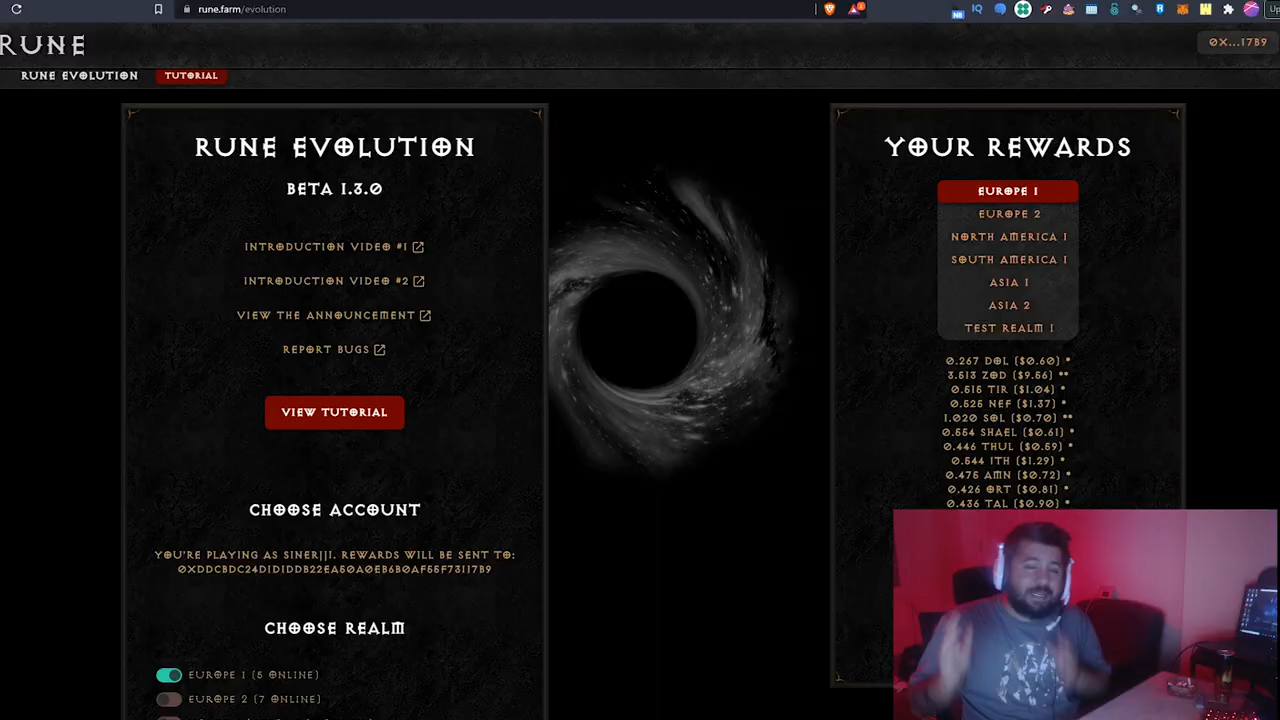 rune.farm/evolution
RUNE
0X...17B9
RUNE EVOLUTION
TUTORIAL
RUNE EVOLUTION
BETA 1.3.0
INTRODUCTION VIDEO #1
INTRODUCTION VIDEO #2
VIEW THE ANNOUNCEMENT
REPORT BUGS
VIEW TUTORIAL
CHOOSE ACCOUNT
YOU'RE PLAYING AS SINER||I. REWARDS WILL BE SENT TO:
CHOOSE REALM
EUROPE 1 (5 ONLINE)
EUROPE 2 (7 ONLINE)
YOUR REWARDS
EUROPE 1
EUROPE 2
NORTH AMERICA 1
SOUTH AMERICA 1
ASIA 1
ASIA 2
TEST REALM 1
0.267 DOL ($0.60) *
3.513 ZOD ($9.56) **
0.515 TIR ($1.04) *
0.525 NEF ($1.37) *
1.020 SOL ($0.70) **
0.554 SHAEL ($0.61) *
0.446 THUL ($0.59) *
0.544 ITH ($1.29) *
0.475 AMN ($0.72) *
0.426 ORT ($0.81) *
0.436 TAL ($0.90) *